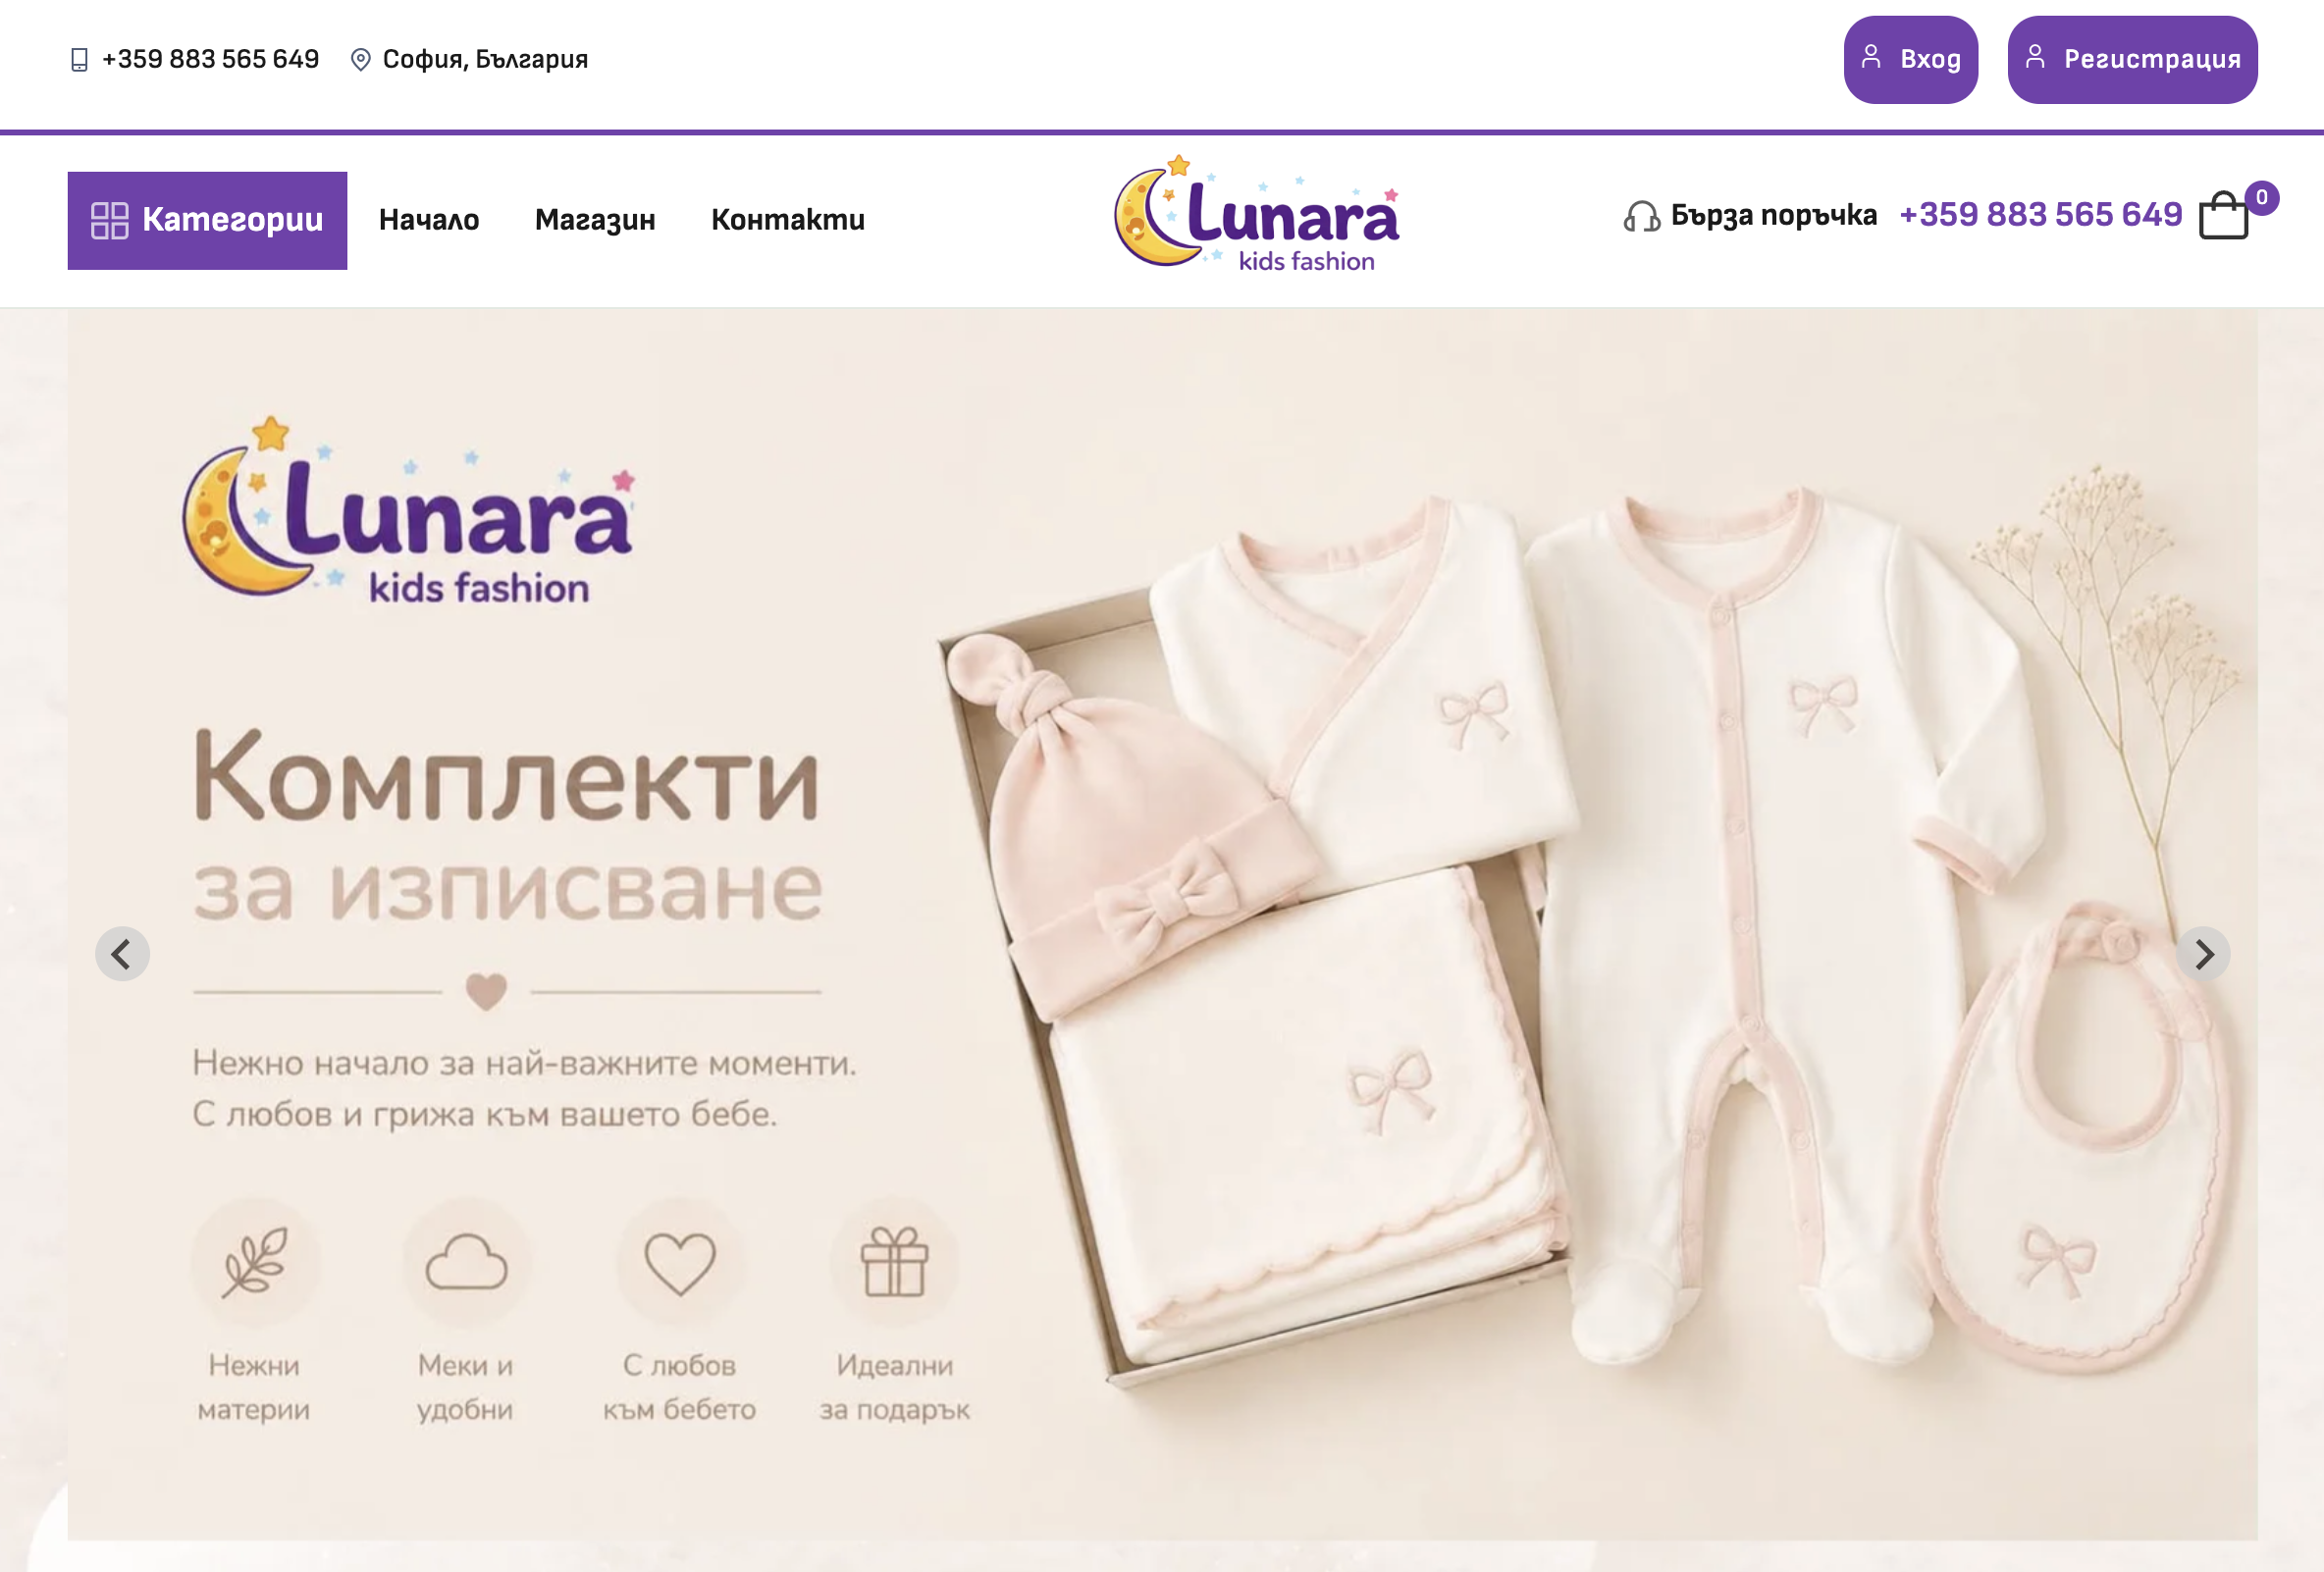 +359 883 565 649 София, България Вход Регистрация
Категории Начало Магазин Контакти Lunara kids fashion Бърза поръчка +359 883 565 649 0
Lunara
kids fashion
Комплекти
за изписване
Нежно начало за най-важните моменти.
С любов и грижа към вашето бебе.
Нежни материи
Меки и удобни
С любов към бебето
Идеални за подарък